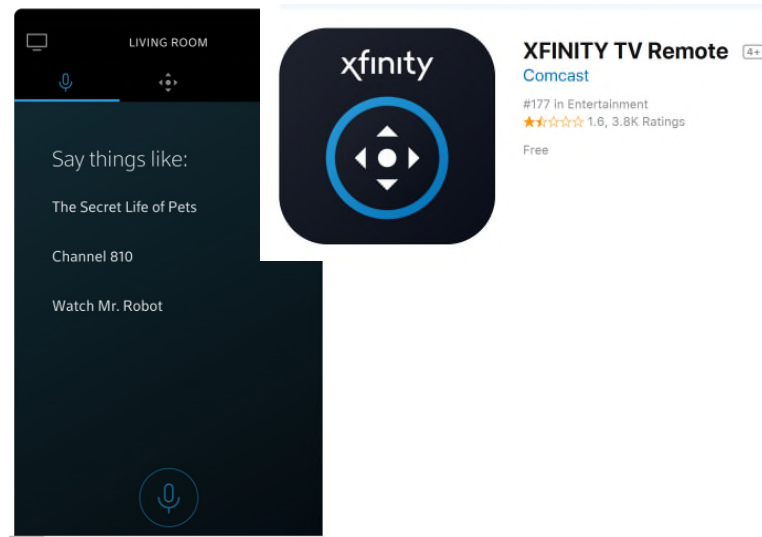 LIVING ROOM
Say things like:
The Secret Life of Pets
Channel 810
Watch Mr. Robot
xfinity
XFINITY TV Remote 4+
Comcast
#177 in Entertainment
1.6, 3.8K Ratings
Free